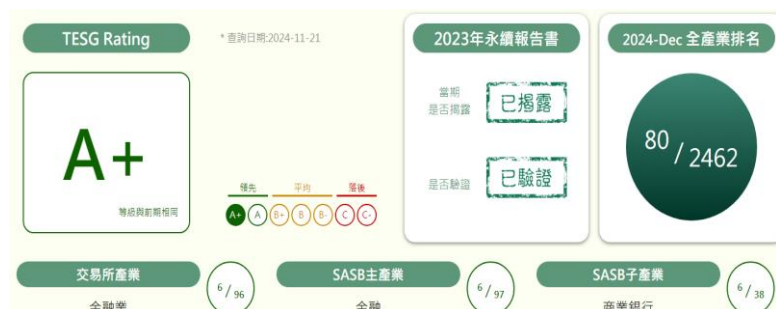 TESG Rating
* 查詢日期:2024-11-21
A+
等級與前期相同
領先 平均 落後
A+ A B+ B B- C C-
2023年永續報告書
當期
是否揭露
已揭露
是否驗證
已驗證
2024-Dec 全產業排名
80 / 2462
交易所產業
6 / 96
金融業
SASB主產業
6 / 97
金融
SASB子產業
6 / 38
商業銀行